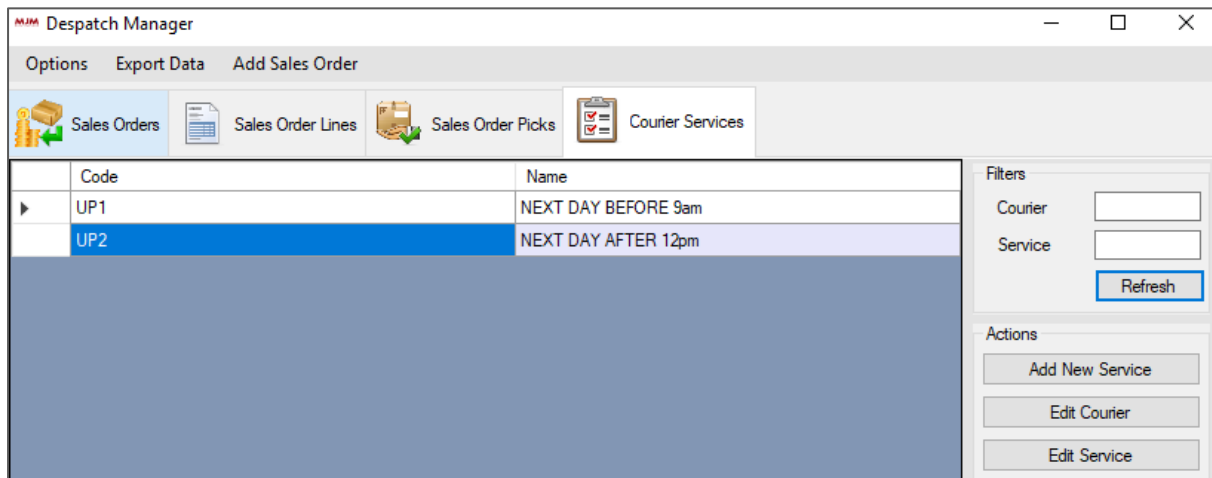 MJM Despatch Manager
Options Export Data Add Sales Order
Sales Orders Sales Order Lines Sales Order Picks Courier Services
Code Name
UP1 NEXT DAY BEFORE 9am
UP2 NEXT DAY AFTER 12pm
Filters
Courier
Service
Refresh
Actions
Add New Service
Edit Courier
Edit Service